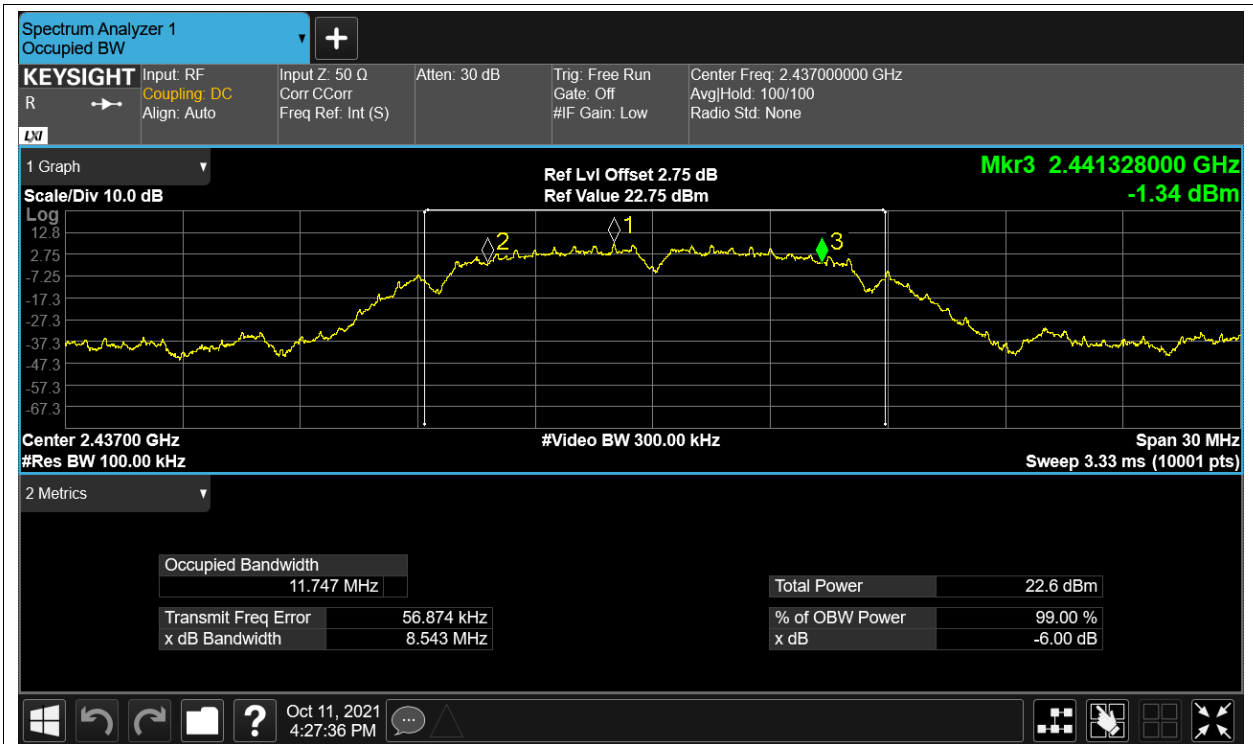 Spectrum Analyzer 1
Occupied BW
KEYSIGHT
R
LXI
Input: RF
Coupling: DC
Align: Auto
Input Z: 50 Ω
Corr CCorr
Freq Ref: Int (S)
Atten: 30 dB
Trig: Free Run
Gate: Off
#IF Gain: Low
Center Freq: 2.437000000 GHz
Avg|Hold: 100/100
Radio Std: None
1 Graph
Scale/Div 10.0 dB
Ref Lvl Offset 2.75 dB
Ref Value 22.75 dBm
Mkr3 2.441328000 GHz
-1.34 dBm
Log
12.8
2.75
-7.25
-17.3
-27.3
-37.3
-47.3
-57.3
-67.3
2
1
3
Center 2.43700 GHz
#Video BW 300.00 kHz
Span 30 MHz
#Res BW 100.00 kHz
Sweep 3.33 ms (10001 pts)
2 Metrics
Occupied Bandwidth
11.747 MHz
Transmit Freq Error 56.874 kHz
x dB Bandwidth 8.543 MHz
Total Power 22.6 dBm
% of OBW Power 99.00 %
x dB -6.00 dB
?
Oct 11, 2021
4:27:36 PM